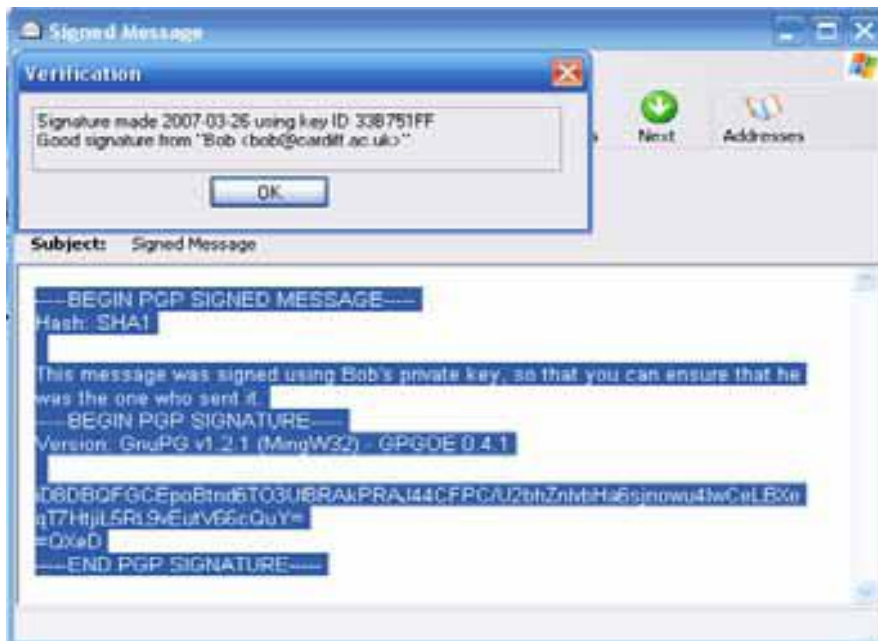 Signed Message
Verification
Signature made 2007-03-26 using key ID 33B751FF
Good signature from "Bob <bob@cardiff.ac.uk>"
OK
s Next Addresses
Subject: Signed Message
-----BEGIN PGP SIGNED MESSAGE-----
Hash: SHA1
This message was signed using Bob's private key, so that you can ensure that he
was the one who sent it.
-----BEGIN PGP SIGNATURE-----
Version: GnuPG v1.2.1 (MingW32) - GPGOE 0.4.1
=QXeD
-----END PGP SIGNATURE-----